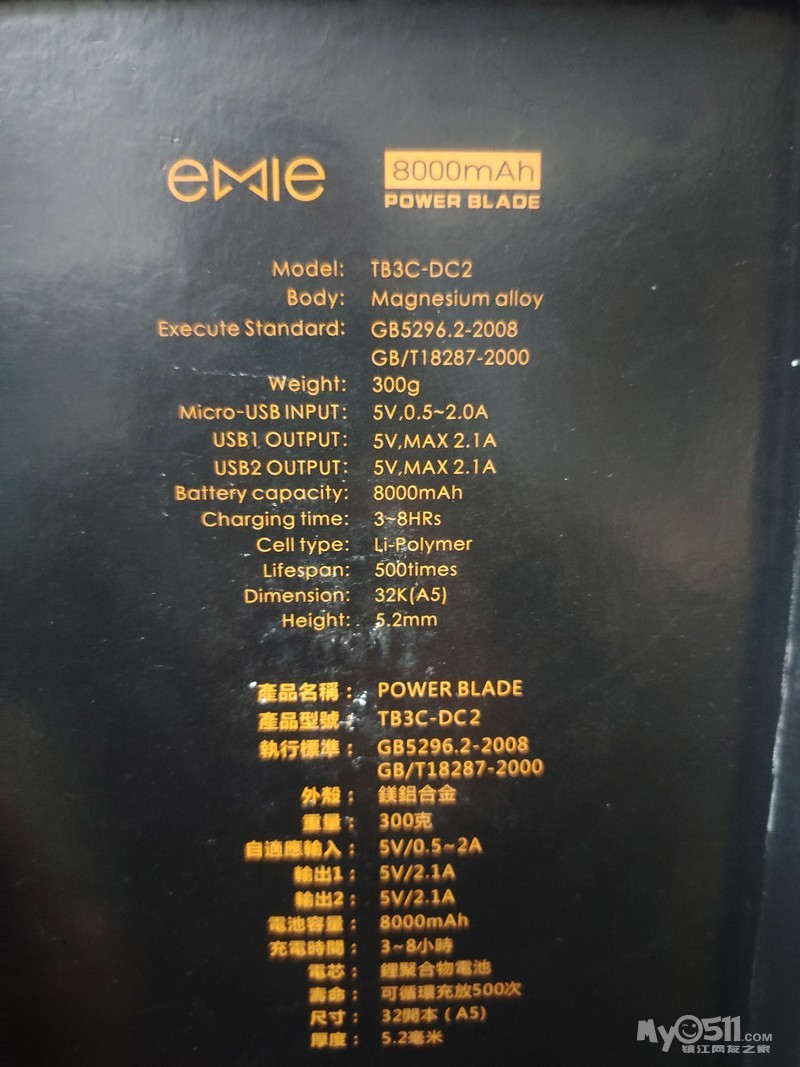 emie
8000mAh
POWER BLADE
Model: TB3C-DC2
Body: Magnesium alloy
Execute Standard: GB5296.2-2008
GB/T18287-2000
Weight: 300g
Micro-USB INPUT: 5V,0.5~2.0A
USB1 OUTPUT: 5V,MAX 2.1A
USB2 OUTPUT: 5V,MAX 2.1A
Battery capacity: 8000mAh
Charging time: 3~8HRs
Cell type: Li-Polymer
Lifespan: 500times
Dimension: 32K(A5)
Height: 5.2mm
產品名稱： POWER BLADE
產品型號： TB3C-DC2
執行標準： GB5296.2-2008
GB/T18287-2000
外殼： 鎂鋁合金
重量： 300克
自適應輸入： 5V/0.5~2A
輸出1： 5V/2.1A
輸出2： 5V/2.1A
電池容量： 8000mAh
充電時間： 3~8小時
電芯： 鋰聚合物電池
壽命： 可循環充放500次
尺寸： 32開本（A5）
厚度： 5.2毫米
My0511.COM
镇江网友之家